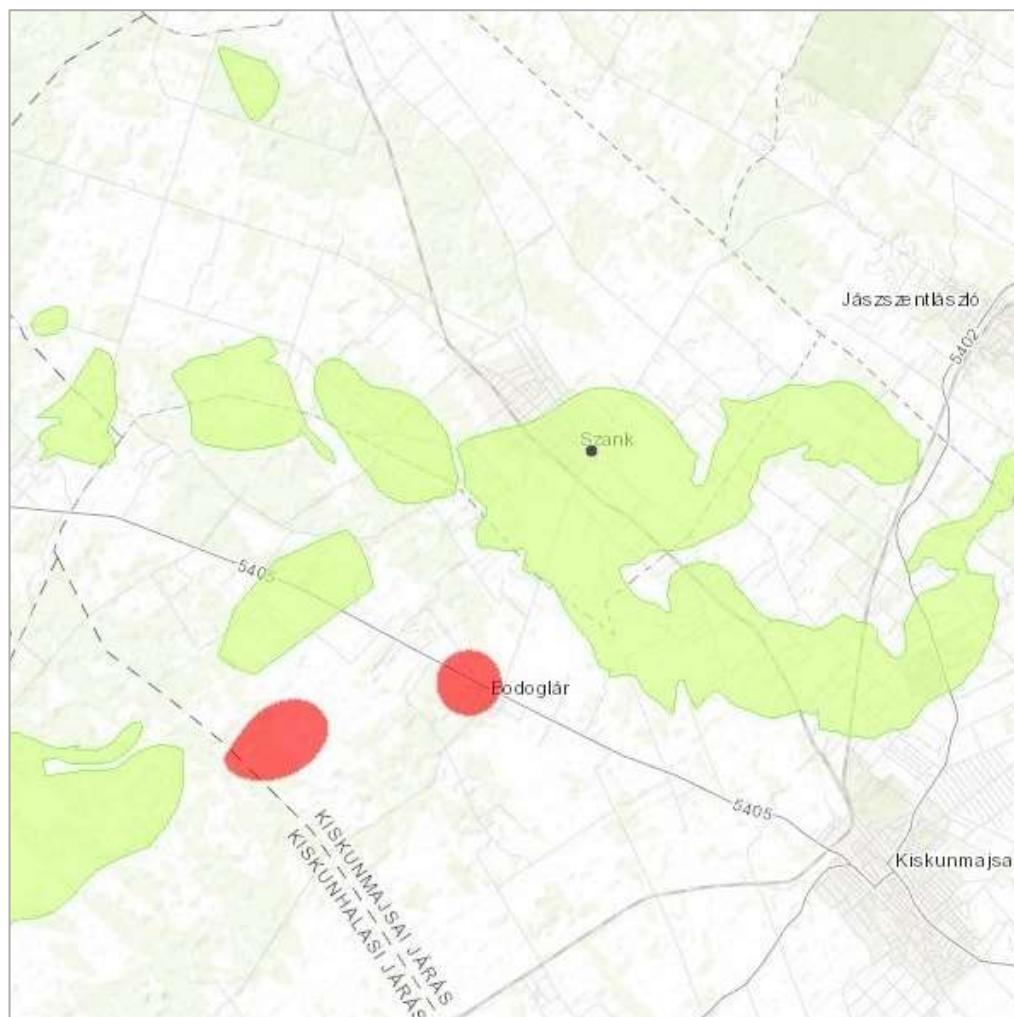 Jászszentlászló
5402
Szank
5405
Bodoglár
5405
Kiskunmajsa
KISKUNMAJSAI JÁRÁS
KISKUNHALASI JÁRÁS